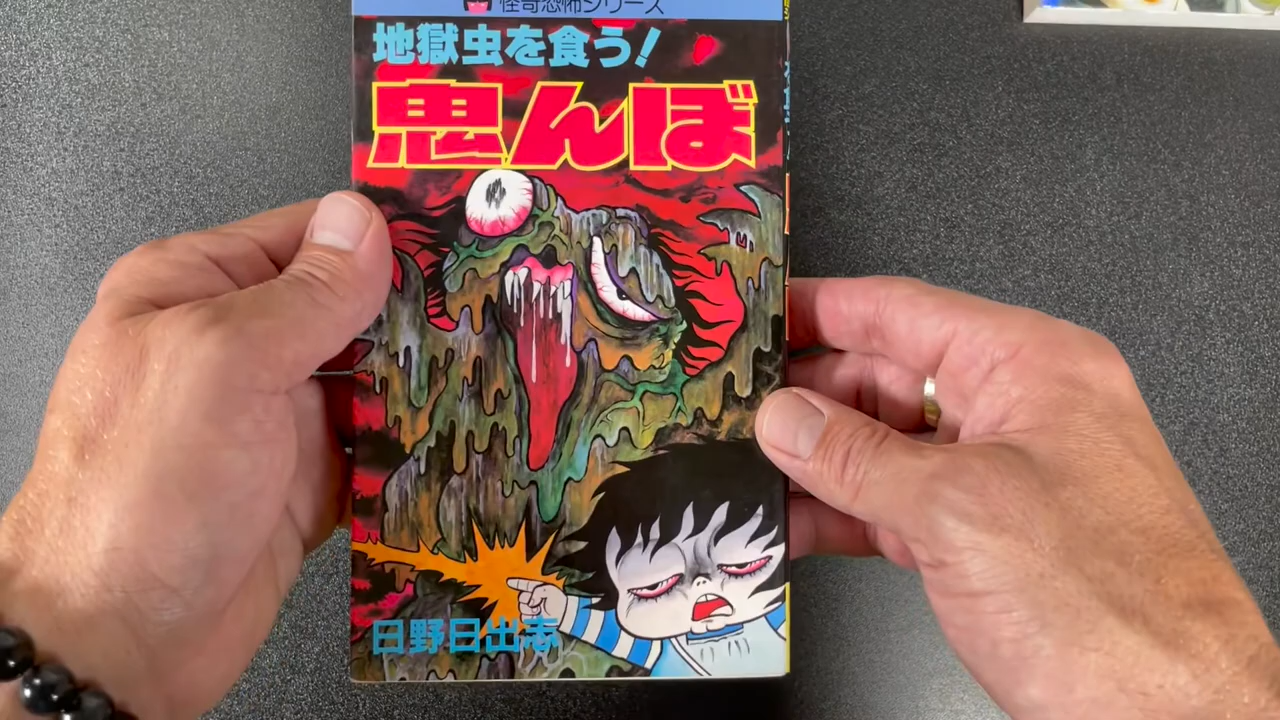 怪奇恐怖シリーズ
地獄虫を食う！
鬼んぼ
日野日出志